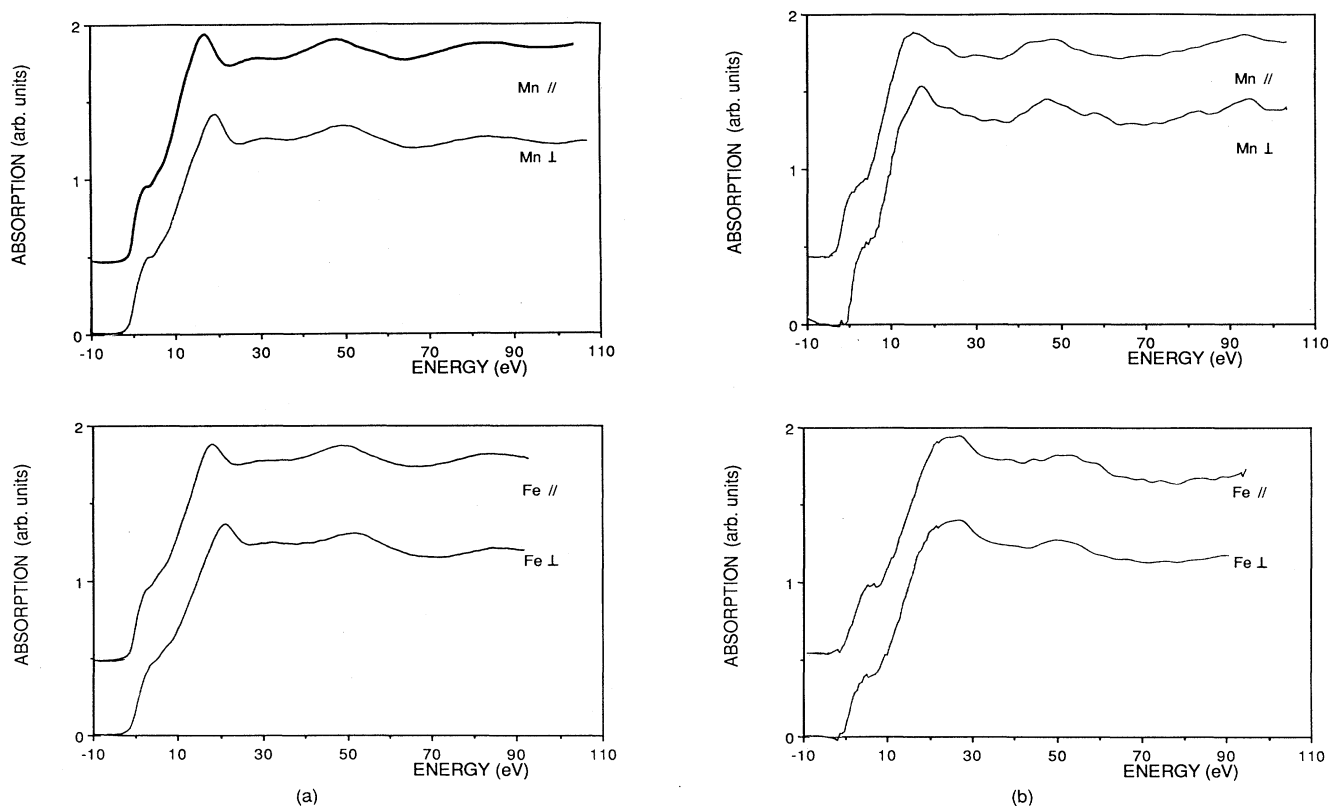 2
1
0
ABSORPTION (arb. units)
Mn //
Mn ⊥
-10
10
30
50
70
90
110
ENERGY (eV)
2
1
0
ABSORPTION (arb. units)
Mn //
Mn ⊥
-10
10
30
50
70
90
110
ENERGY (eV)
2
1
0
ABSORPTION (arb. units)
Fe //
Fe ⊥
-10
10
30
50
70
90
110
ENERGY (eV)
(a)
2
1
0
ABSORPTION (arb. units)
Fe //
Fe ⊥
-10
10
30
50
70
90
110
ENERGY (eV)
(b)